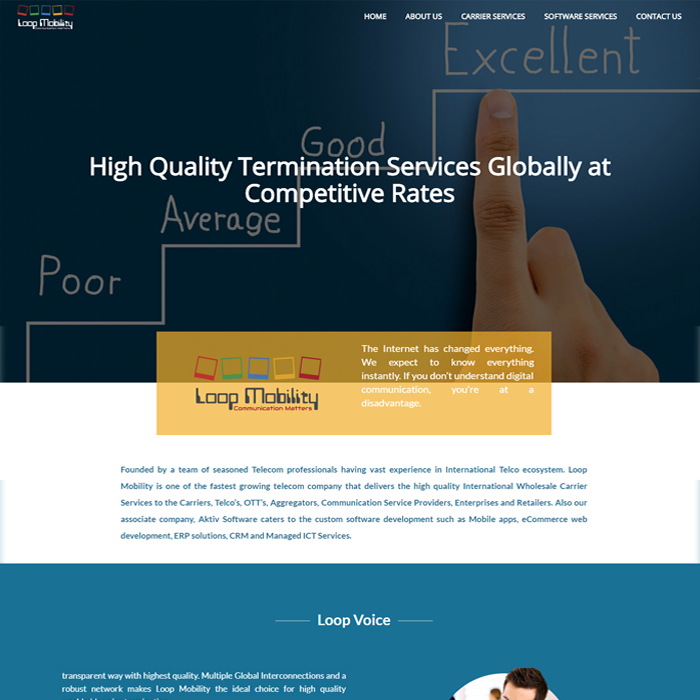 Loop Mobility
HOME ABOUT US CARRIER SERVICES SOFTWARE SERVICES CONTACT US
Excellent
Good
High Quality Termination Services Globally at
Competitive Rates
Average
Poor
The Internet has changed everything.
We expect to know everything
instantly. If you don't understand digital
communication, you're at a
disadvantage.
Loop Mobility
Communication Matters
Founded by a team of seasoned Telecom professionals having vast experience in International Telco ecosystem. Loop
Mobility is one of the fastest growing telecom company that delivers the high quality International Wholesale Carrier
Services to the Carriers, Telco's, OTT's, Aggregators, Communication Service Providers, Enterprises and Retailers. Also our
associate company, Aktiv Software caters to the custom software development such as Mobile apps, eCommerce web
development, ERP solutions, CRM and Managed ICT Services.
Loop Voice
transparent way with highest quality. Multiple Global Interconnections and a
robust network makes Loop Mobility the ideal choice for high quality